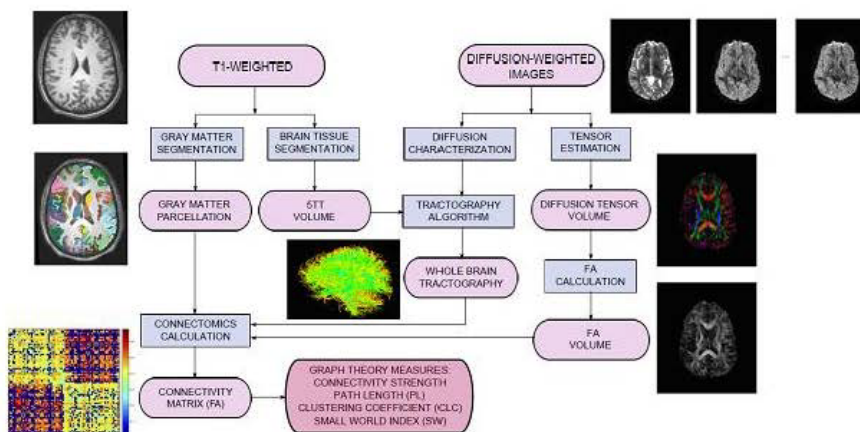 T1-WEIGHTED
DIFFUSION-WEIGHTED
IMAGES
GRAY MATTER
SEGMENTATION
BRAIN TISSUE
SEGMENTATION
DIFFUSION
CHARACTERIZATION
TENSOR
ESTIMATION
GRAY MATTER
PARCELLATION
5TT
VOLUME
TRACTOGRAPHY
ALGORITHM
DIFFUSION TENSOR
VOLUME
WHOLE BRAIN
TRACTOGRAPHY
FA
CALCULATION
CONNECTOMICS
CALCULATION
FA
VOLUME
CONNECTIVITY
MATRIX (FA)
GRAPH THEORY MEASURES:
CONNECTIVITY STRENGTH
PATH LENGTH (PL)
CLUSTERING COEFFICIENT (CLC)
SMALL WORLD INDEX (SW)